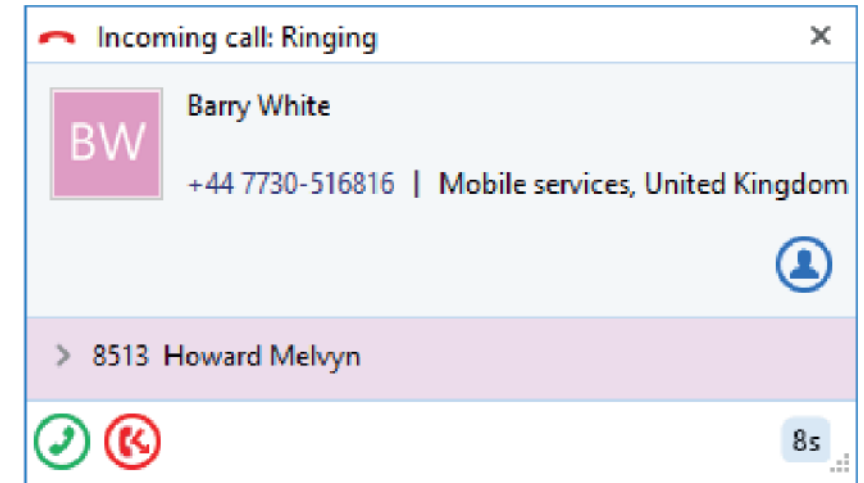 Incoming call: Ringing
BW
Barry White
+44 7730-516816 | Mobile services, United Kingdom
8513 Howard Melvyn
8s